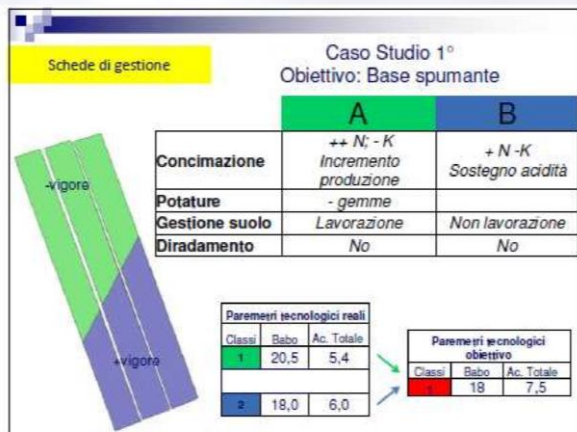 Schede di gestione
Caso Studio 1°
Obiettivo: Base spumante
A B
Concimazione
++ N; - K
Incremento
produzione
+ N -K
Sostegno acidità
Potature - gemme
Gestione suolo Lavorazione Non lavorazione
Diradamento No No
-vigore
+vigore
Paremetri tecnologici reali
Classi Babo Ac. Totale
1 20,5 5,4
2 18,0 6,0
Paremetri tecnologici
obiettivo
Classi Babo Ac. Totale
18 7,5